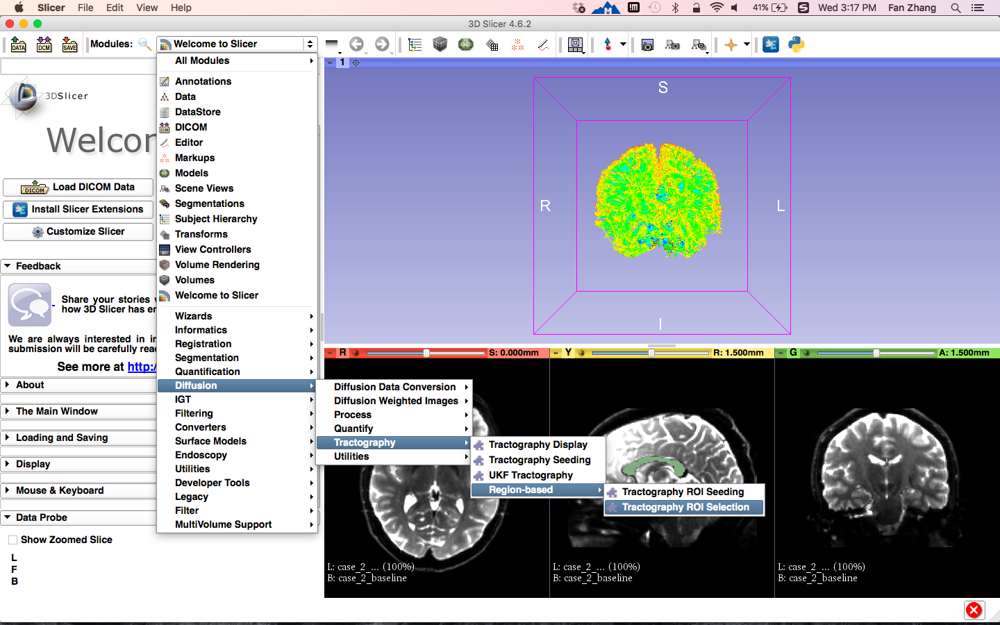 Slicer File Edit View Help
41% Wed 3:17 PM Fan Zhang
3D Slicer 4.6.2
DATA DCM SAVE Modules: Welcome to Slicer
All Modules
Annotations
Data
DataStore
DICOM
Editor
Markups
Models
Scene Views
Segmentations
Subject Hierarchy
Transforms
View Controllers
Volume Rendering
Volumes
Welcome to Slicer
Wizards
Informatics
Registration
Segmentation
Quantification
Diffusion
IGT
Filtering
Converters
Surface Models
Endoscopy
Utilities
Developer Tools
Legacy
Filter
MultiVolume Support
Diffusion Data Conversion
Diffusion Weighted Images
Process
Quantify
Tractography
Utilities
Tractography Display
Tractography Seeding
UKF Tractography
Region-based
Tractography ROI Seeding
Tractography ROI Selection
3DSlicer
Welcom
DICOM Load DICOM Data
Install Slicer Extensions
Customize Slicer
Feedback
Share your stories
how 3D Slicer has en
We are always interested in im
submission will be carefully read
See more at http:/
About
The Main Window
Loading and Saving
Display
Mouse & Keyboard
Data Probe
Show Zoomed Slice
L
F
B
1
S
R
L
I
R S: 0.000mm
Y R: 1.500mm
G A: 1.500mm
L: case_2_... (100%)
B: case_2_baseline
L: case_2_... (100%)
B: case_2_baseline
L: case_2_... (100%)
B: case_2_baseline